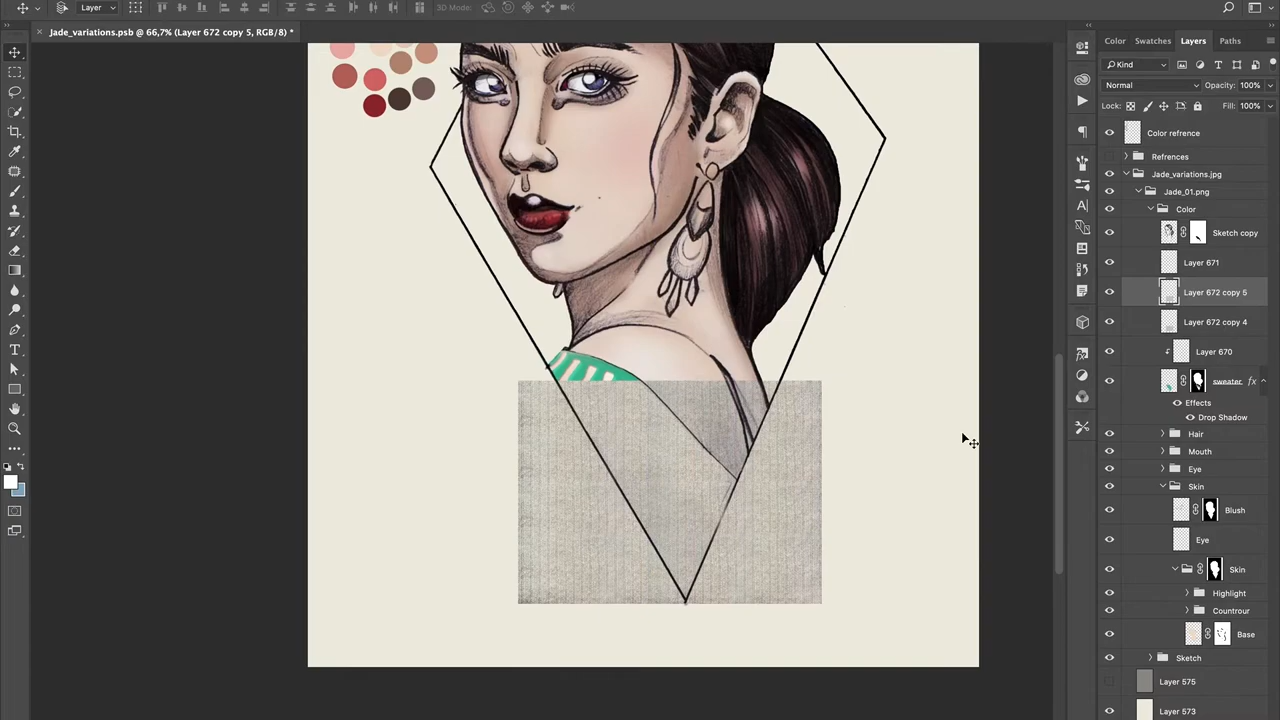 Layer
3D Mode:
Jade_variations.psb @ 66,7% (Layer 672 copy 5, RGB/8) *
Color
Swatches
Layers
Paths
Kind
Normal
Opacity: 100%
Lock:
Fill: 100%
Color refrence
Refrences
Jade_variations.jpg
Jade_01.png
Color
Sketch copy
Layer 671
Layer 672 copy 5
Layer 672 copy 4
Layer 670
sweater
fx
Effects
Drop Shadow
Hair
Mouth
Eye
Skin
Blush
Eye
Skin
Highlight
Countrour
Base
Sketch
Layer 575
Layer 573